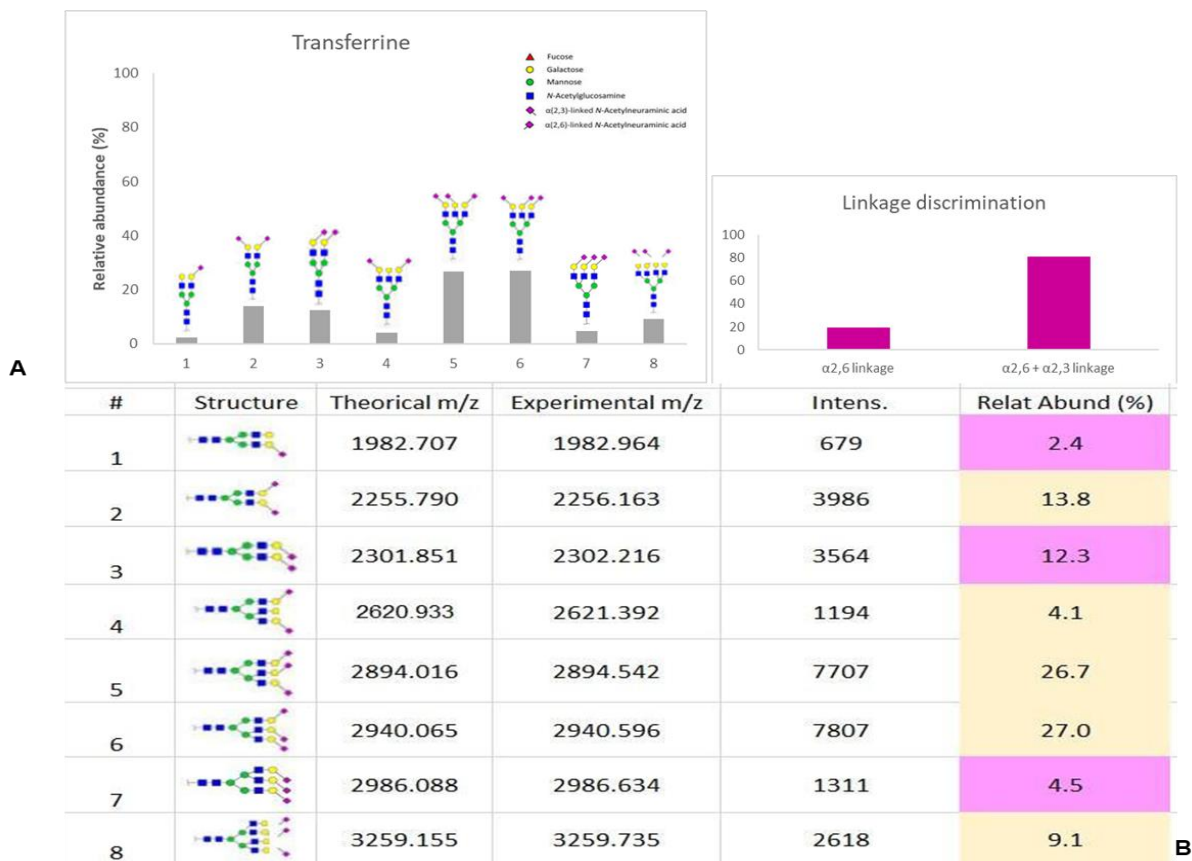 Transferrine
Fucose
Galactose
Mannose
N-Acetylglucosamine
α(2,3)-linked N-Acetylneuraminic acid
α(2,6)-linked N-Acetylneuraminic acid
Relative abundance (%)
100
80
60
40
20
0
1 2 3 4 5 6 7 8
A
Linkage discrimination
100
80
60
40
20
0
α2,6 linkage α2,6 + α2,3 linkage
# Structure Theorical m/z Experimental m/z Intens. Relat Abund (%)
1 1982.707 1982.964 679 2.4
2 2255.790 2256.163 3986 13.8
3 2301.851 2302.216 3564 12.3
4 2620.933 2621.392 1194 4.1
5 2894.016 2894.542 7707 26.7
6 2940.065 2940.596 7807 27.0
7 2986.088 2986.634 1311 4.5
8 3259.155 3259.735 2618 9.1
B